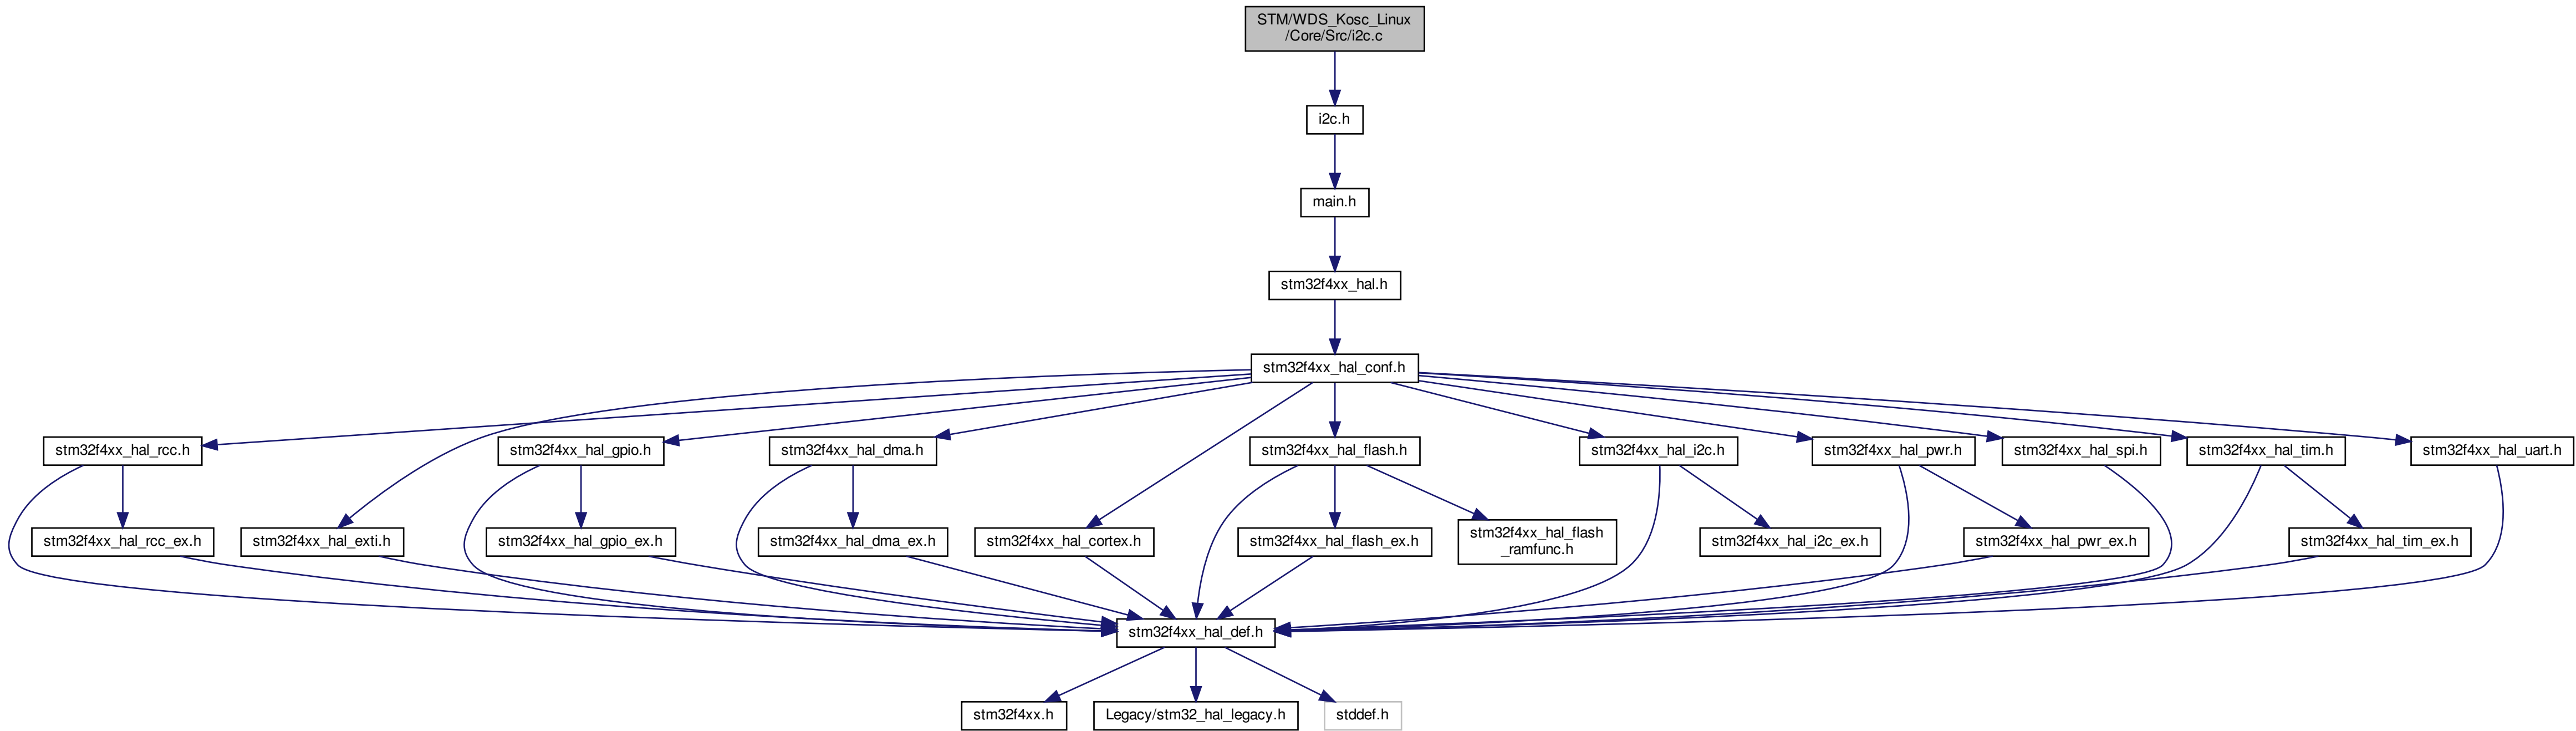 STM/WDS_Kosc_Linux
/Core/Src/i2c.c
i2c.h
main.h
stm32f4xx_hal.h
stm32f4xx_hal_conf.h
stm32f4xx_hal_rcc.h
stm32f4xx_hal_gpio.h
stm32f4xx_hal_dma.h
stm32f4xx_hal_flash.h
stm32f4xx_hal_i2c.h
stm32f4xx_hal_pwr.h
stm32f4xx_hal_spi.h
stm32f4xx_hal_tim.h
stm32f4xx_hal_uart.h
stm32f4xx_hal_rcc_ex.h
stm32f4xx_hal_exti.h
stm32f4xx_hal_gpio_ex.h
stm32f4xx_hal_dma_ex.h
stm32f4xx_hal_cortex.h
stm32f4xx_hal_flash_ex.h
stm32f4xx_hal_flash
_ramfunc.h
stm32f4xx_hal_i2c_ex.h
stm32f4xx_hal_pwr_ex.h
stm32f4xx_hal_tim_ex.h
stm32f4xx_hal_def.h
stm32f4xx.h
Legacy/stm32_hal_legacy.h
stddef.h